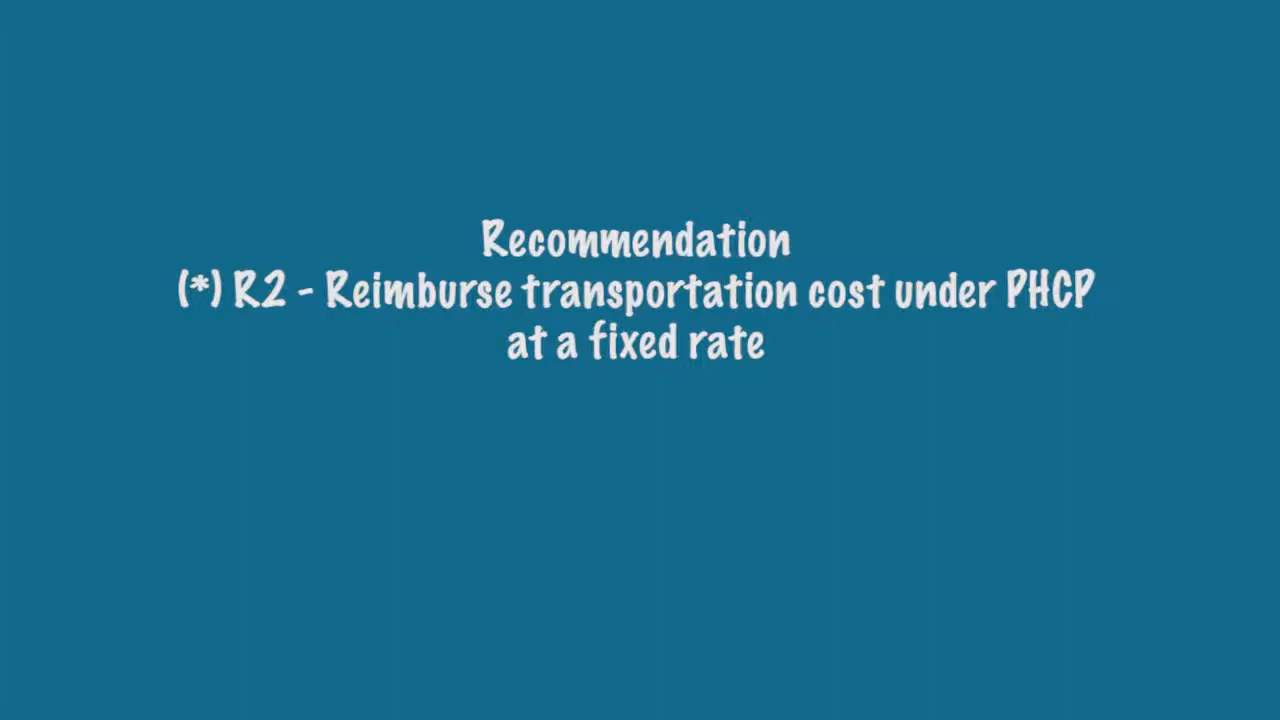 Recommendation
(*) R2 - Reimburse transportation cost under PHCP
at a fixed rate